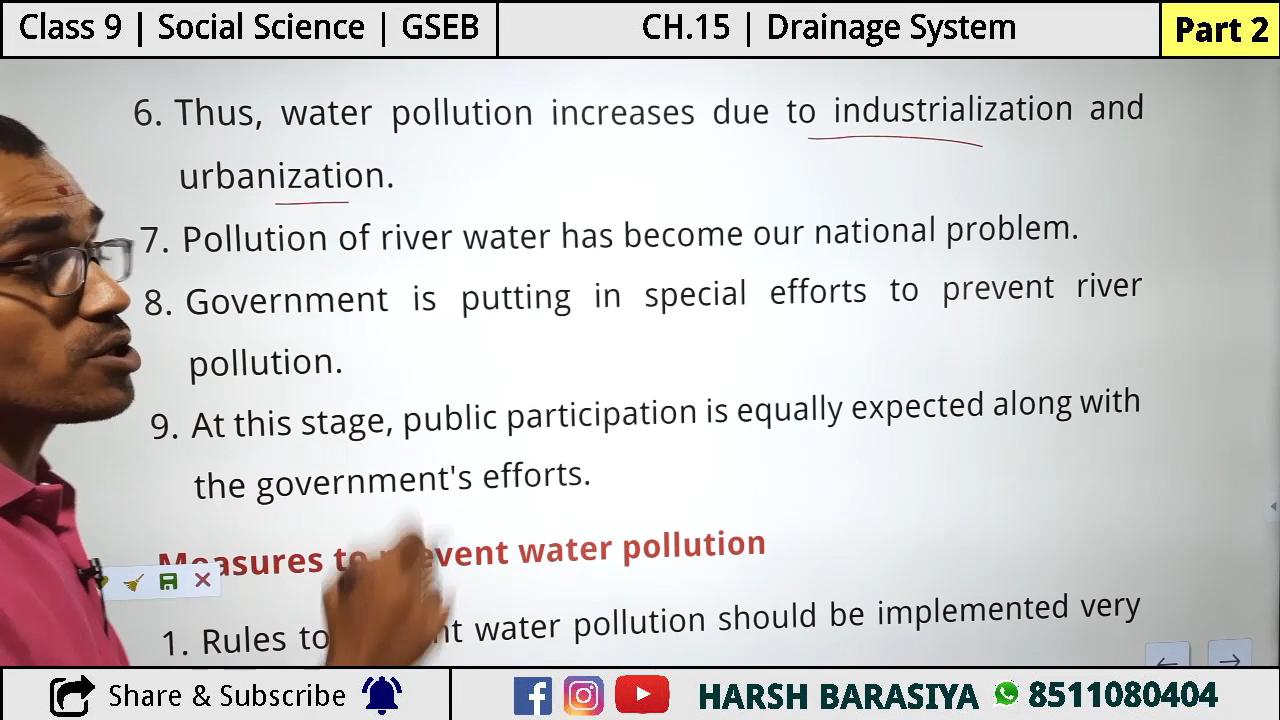 Class 9 | Social Science | GSEB
CH.15 | Drainage System
Part 2
6. Thus, water pollution increases due to industrialization and
urbanization.
7. Pollution of river water has become our national problem.
8. Government is putting in special efforts to prevent river
pollution.
9. At this stage, public participation is equally expected along with
the government's efforts.
Measures to prevent water pollution
1. Rules to water pollution should be implemented very
Share & Subscribe
HARSH BARASIYA 8511080404